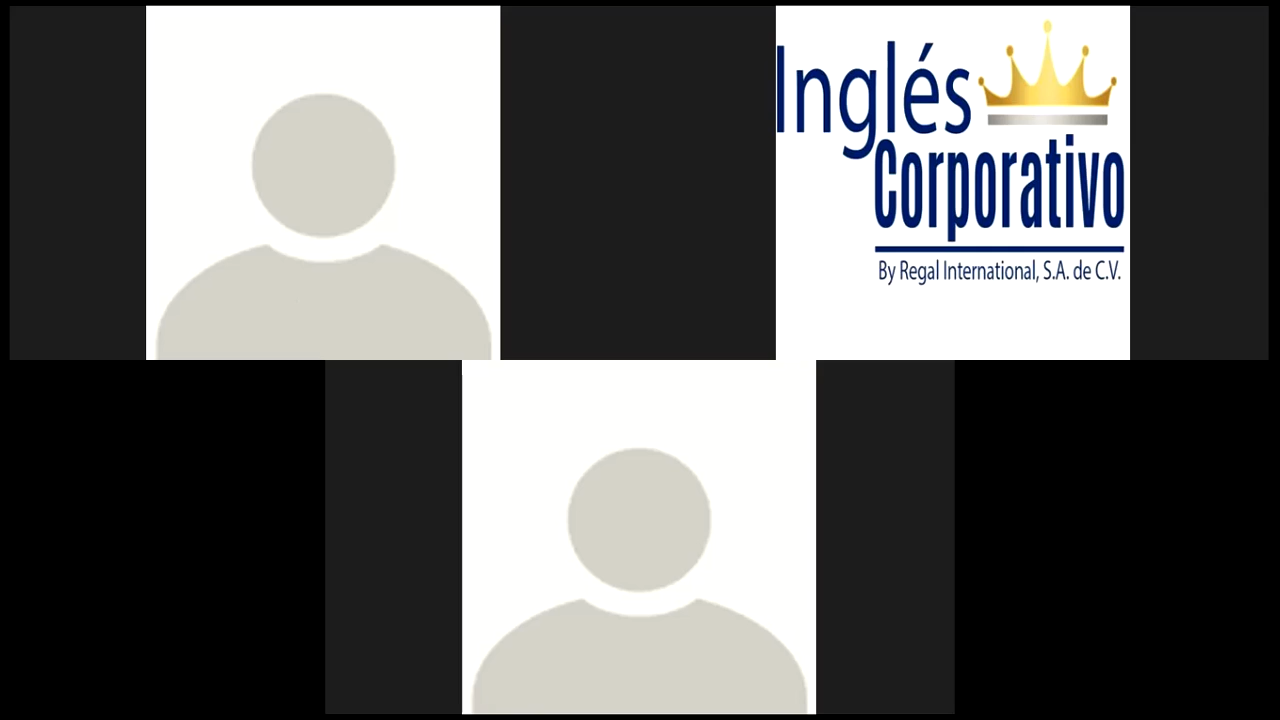 Inglés
Corporativo
By Regal International, S.A. de C.V.